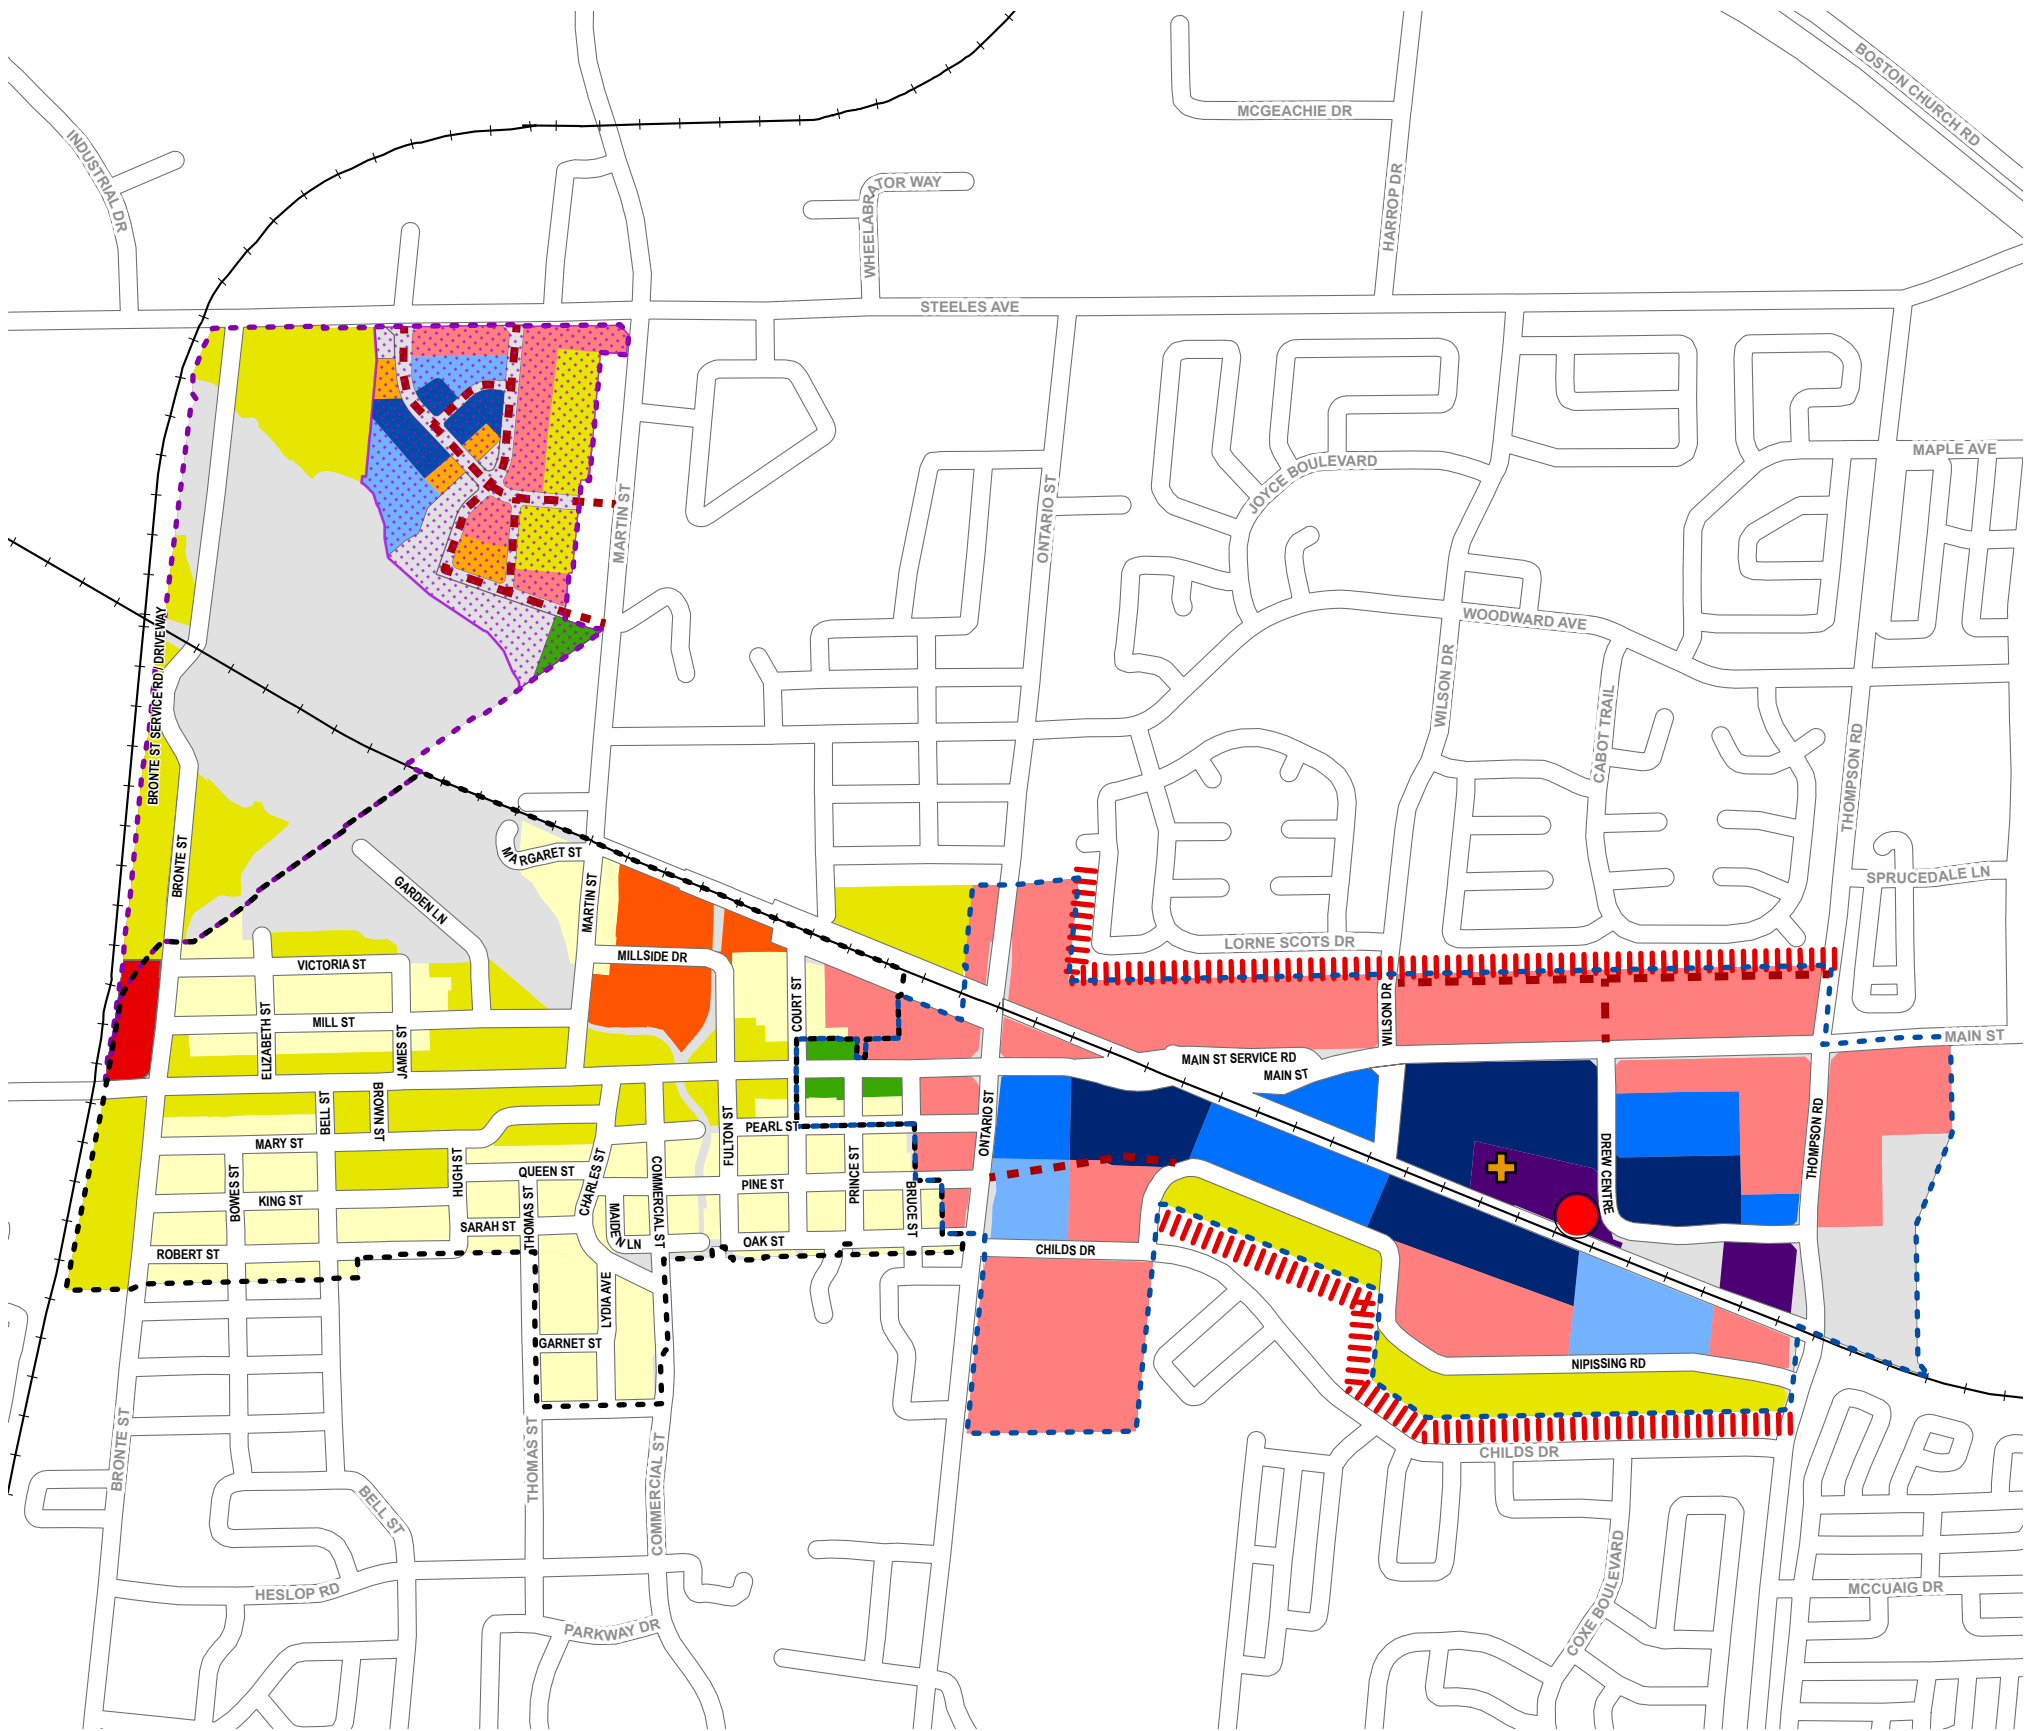 BOSTON CHURCH RD
MCGEACHIE DR
INDUSTRIAL DR
WHEELABRATOR WAY
HARROP DR
STEELES AVE
MAPLE AVE
JOYCE BOULEVARD
MARTIN ST
ONTARIO ST
WOODWARD AVE
BRONTE ST SERVICE RD / DRIVEWAY
WILSON DR
CABOT TRAIL
THOMPSON RD
MARGARET ST
BRONTE ST
GARDEN LN
MARTIN ST
SPRUCEDALE LN
LORNE SCOTS DR
MILLSIDE DR
VICTORIA ST
COURT ST
WILSON DR
MILL ST
ELIZABETH ST
JAMES ST
MAIN ST
MAIN ST SERVICE RD
MAIN ST
BELL ST
BROWN ST
FULTON ST
PEARL ST
ONTARIO ST
THOMPSON RD
DREW CENTRE
MARY ST
HUGH ST
QUEEN ST
CHARLES ST
COMMERCIAL ST
PRINCE ST
BOWES ST
KING ST
PINE ST
BRUCE ST
THOMAS ST
SARAH ST
MAIDEN LN
OAK ST
ROBERT ST
CHILDS DR
LYDIA AVE
GARNET ST
NIPISSING RD
BRONTE ST
THOMAS ST
COMMERCIAL ST
CHILDS DR
BELL ST
HESLOP RD
COXE BOULEVARD
MCCUAIG DR
PARKWAY DR